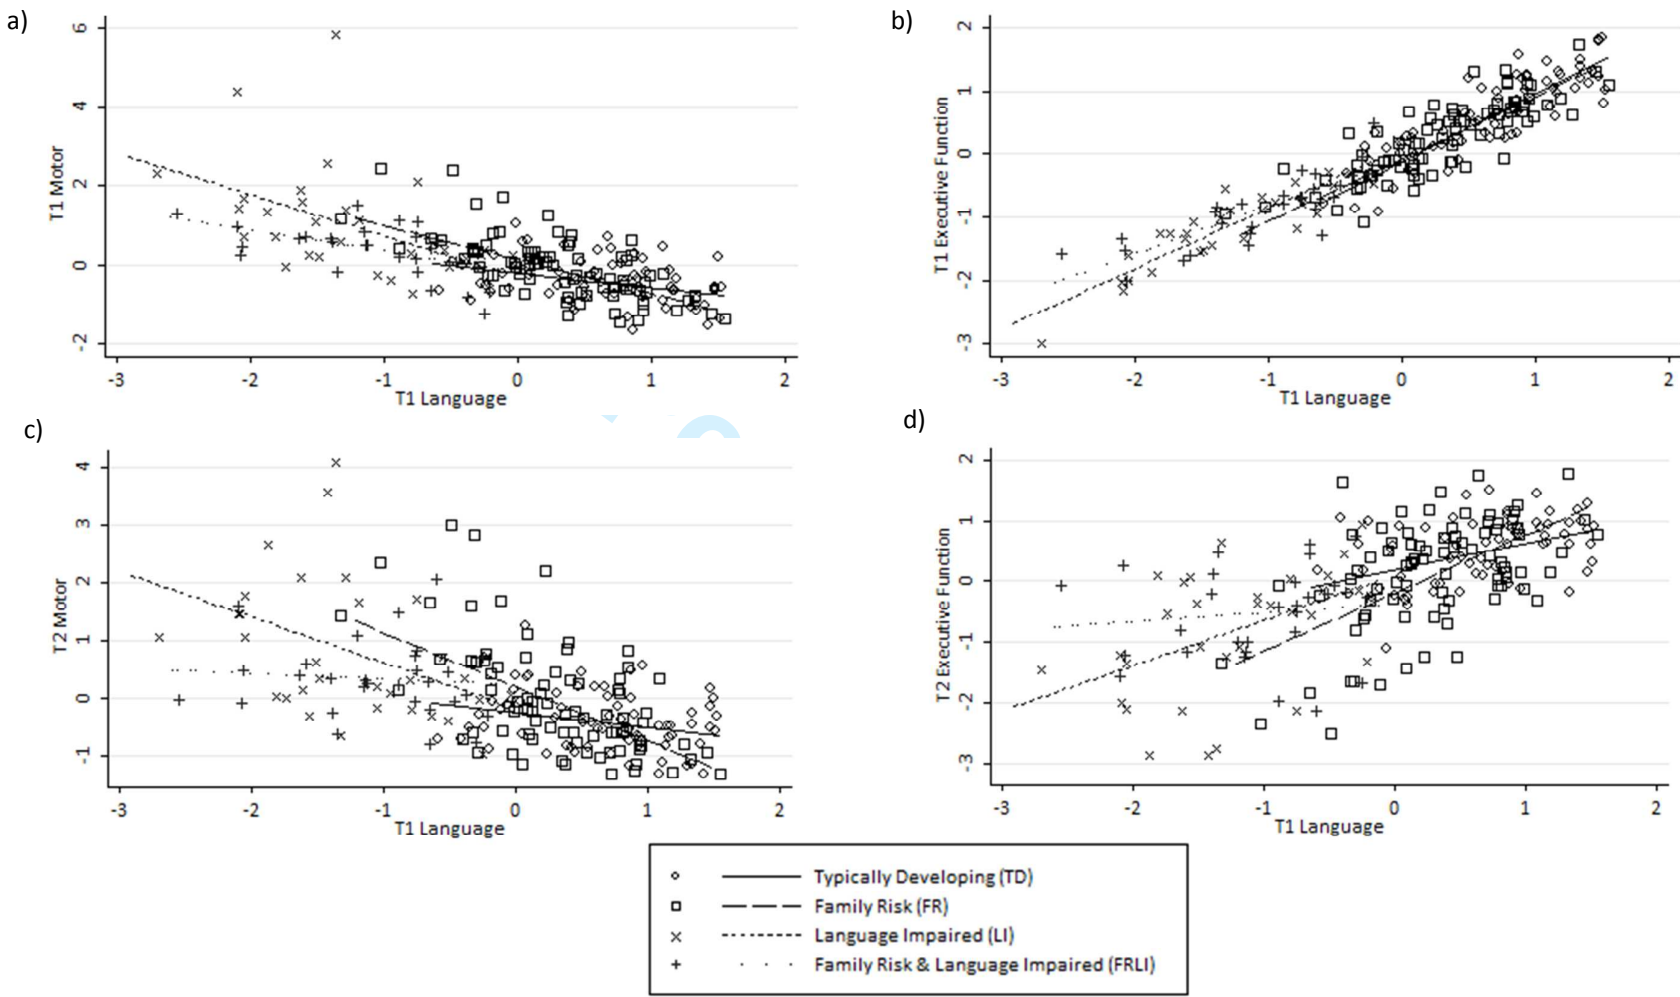 a)
6
4
2
0
-2
T1 Motor
-3 -2 -1 0 1 2
T1 Language
b)
2
1
0
-1
-2
-3
T1 Executive Function
-3 -2 -1 0 1 2
T1 Language
c)
4
3
2
1
0
-1
T2 Motor
-3 -2 -1 0 1 2
T1 Language
d)
2
1
0
-1
-2
-3
T2 Executive Function
-3 -2 -1 0 1 2
T1 Language
Typically Developing (TD)
Family Risk (FR)
Language Impaired (LI)
Family Risk & Language Impaired (FRLI)